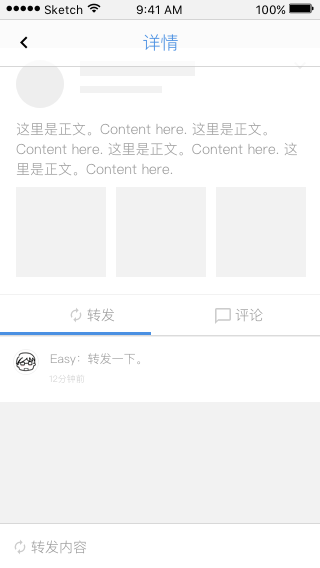 Sketch 9:41 AM 100%
详情
这里是正文。Content here. 这里是正文。
Content here. 这里是正文。Content here. 这
里是正文。Content here.
转发 评论
Easy：转发一下。
12分钟前
转发内容